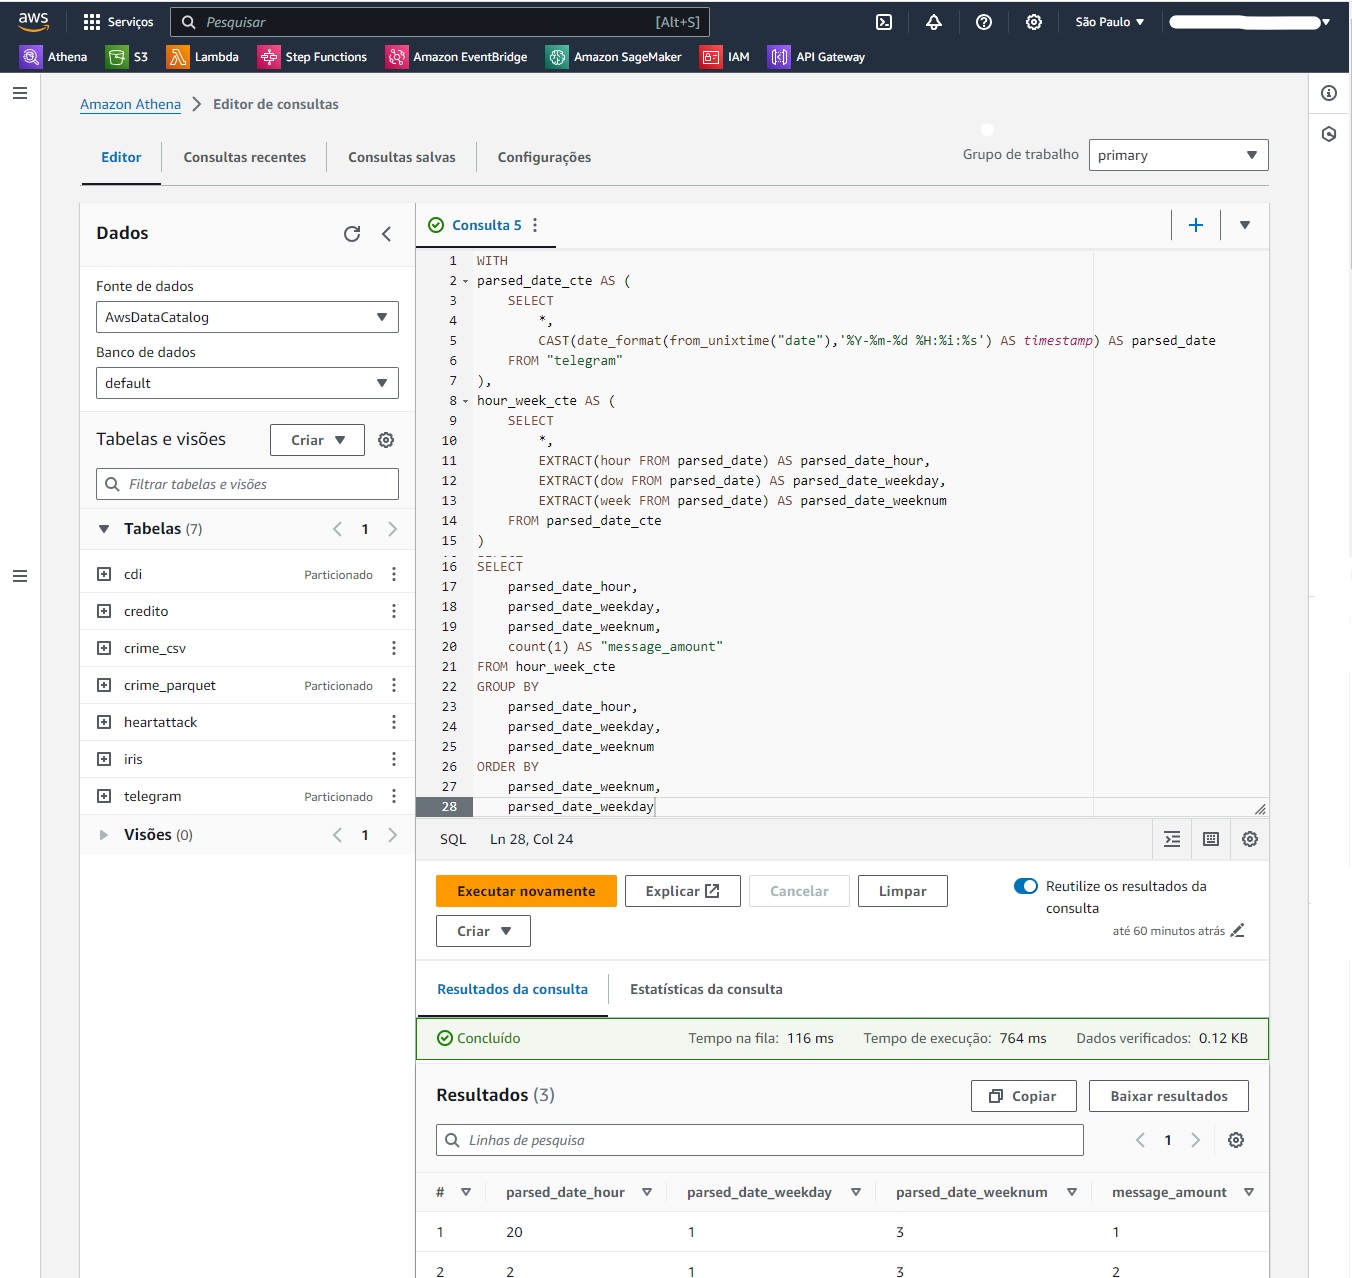 aws Serviços Pesquisar [Alt+S] São Paulo
Athena S3 Lambda Step Functions Amazon EventBridge Amazon SageMaker IAM API Gateway
Amazon Athena Editor de consultas
Editor Consultas recentes Consultas salvas Configurações Grupo de trabalho primary
Dados
Fonte de dados
AwsDataCatalog
Banco de dados
default
Tabelas e visões Criar
Filtrar tabelas e visões
Tabelas (7) 1
cdi Particionado
credito
crime_csv
crime_parquet Particionado
heartattack
iris
telegram Particionado
Visões (0) 1
Consulta 5
1 WITH
2 parsed_date_cte AS (
3 SELECT
4 *,
5 CAST(date_format(from_unixtime("date"),'%Y-%m-%d %H:%i:%s') AS timestamp) AS parsed_date
6 FROM "telegram"
7 ),
8 hour_week_cte AS (
9 SELECT
10 *,
11 EXTRACT(hour FROM parsed_date) AS parsed_date_hour,
12 EXTRACT(dow FROM parsed_date) AS parsed_date_weekday,
13 EXTRACT(week FROM parsed_date) AS parsed_date_weeknum
14 FROM parsed_date_cte
15 )
16 SELECT
17 parsed_date_hour,
18 parsed_date_weekday,
19 parsed_date_weeknum,
20 count(1) AS "message_amount"
21 FROM hour_week_cte
22 GROUP BY
23 parsed_date_hour,
24 parsed_date_weekday,
25 parsed_date_weeknum
26 ORDER BY
27 parsed_date_weeknum,
28 parsed_date_weekday
SQL Ln 28, Col 24
Executar novamente Explicar Cancelar Limpar
Criar
Reutilize os resultados da
consulta
até 60 minutos atrás
Resultados da consulta Estatísticas da consulta
Concluído Tempo na fila: 116 ms Tempo de execução: 764 ms Dados verificados: 0.12 KB
Resultados (3) Copiar Baixar resultados
Linhas de pesquisa 1
# parsed_date_hour parsed_date_weekday parsed_date_weeknum message_amount
1 20 1 3 1
2 2 1 3 2